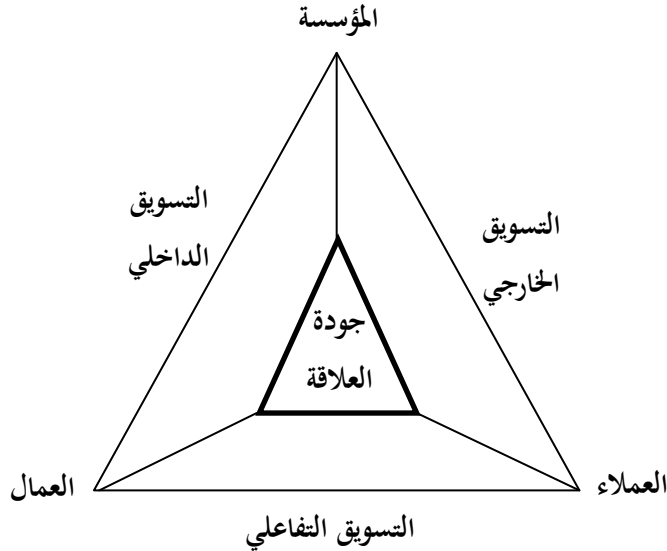 المؤسسة
التسويق
الخارجي
التسويق
الداخلي
جودة
العلاقة
العملاء
العمال
التسويق التفاعلي